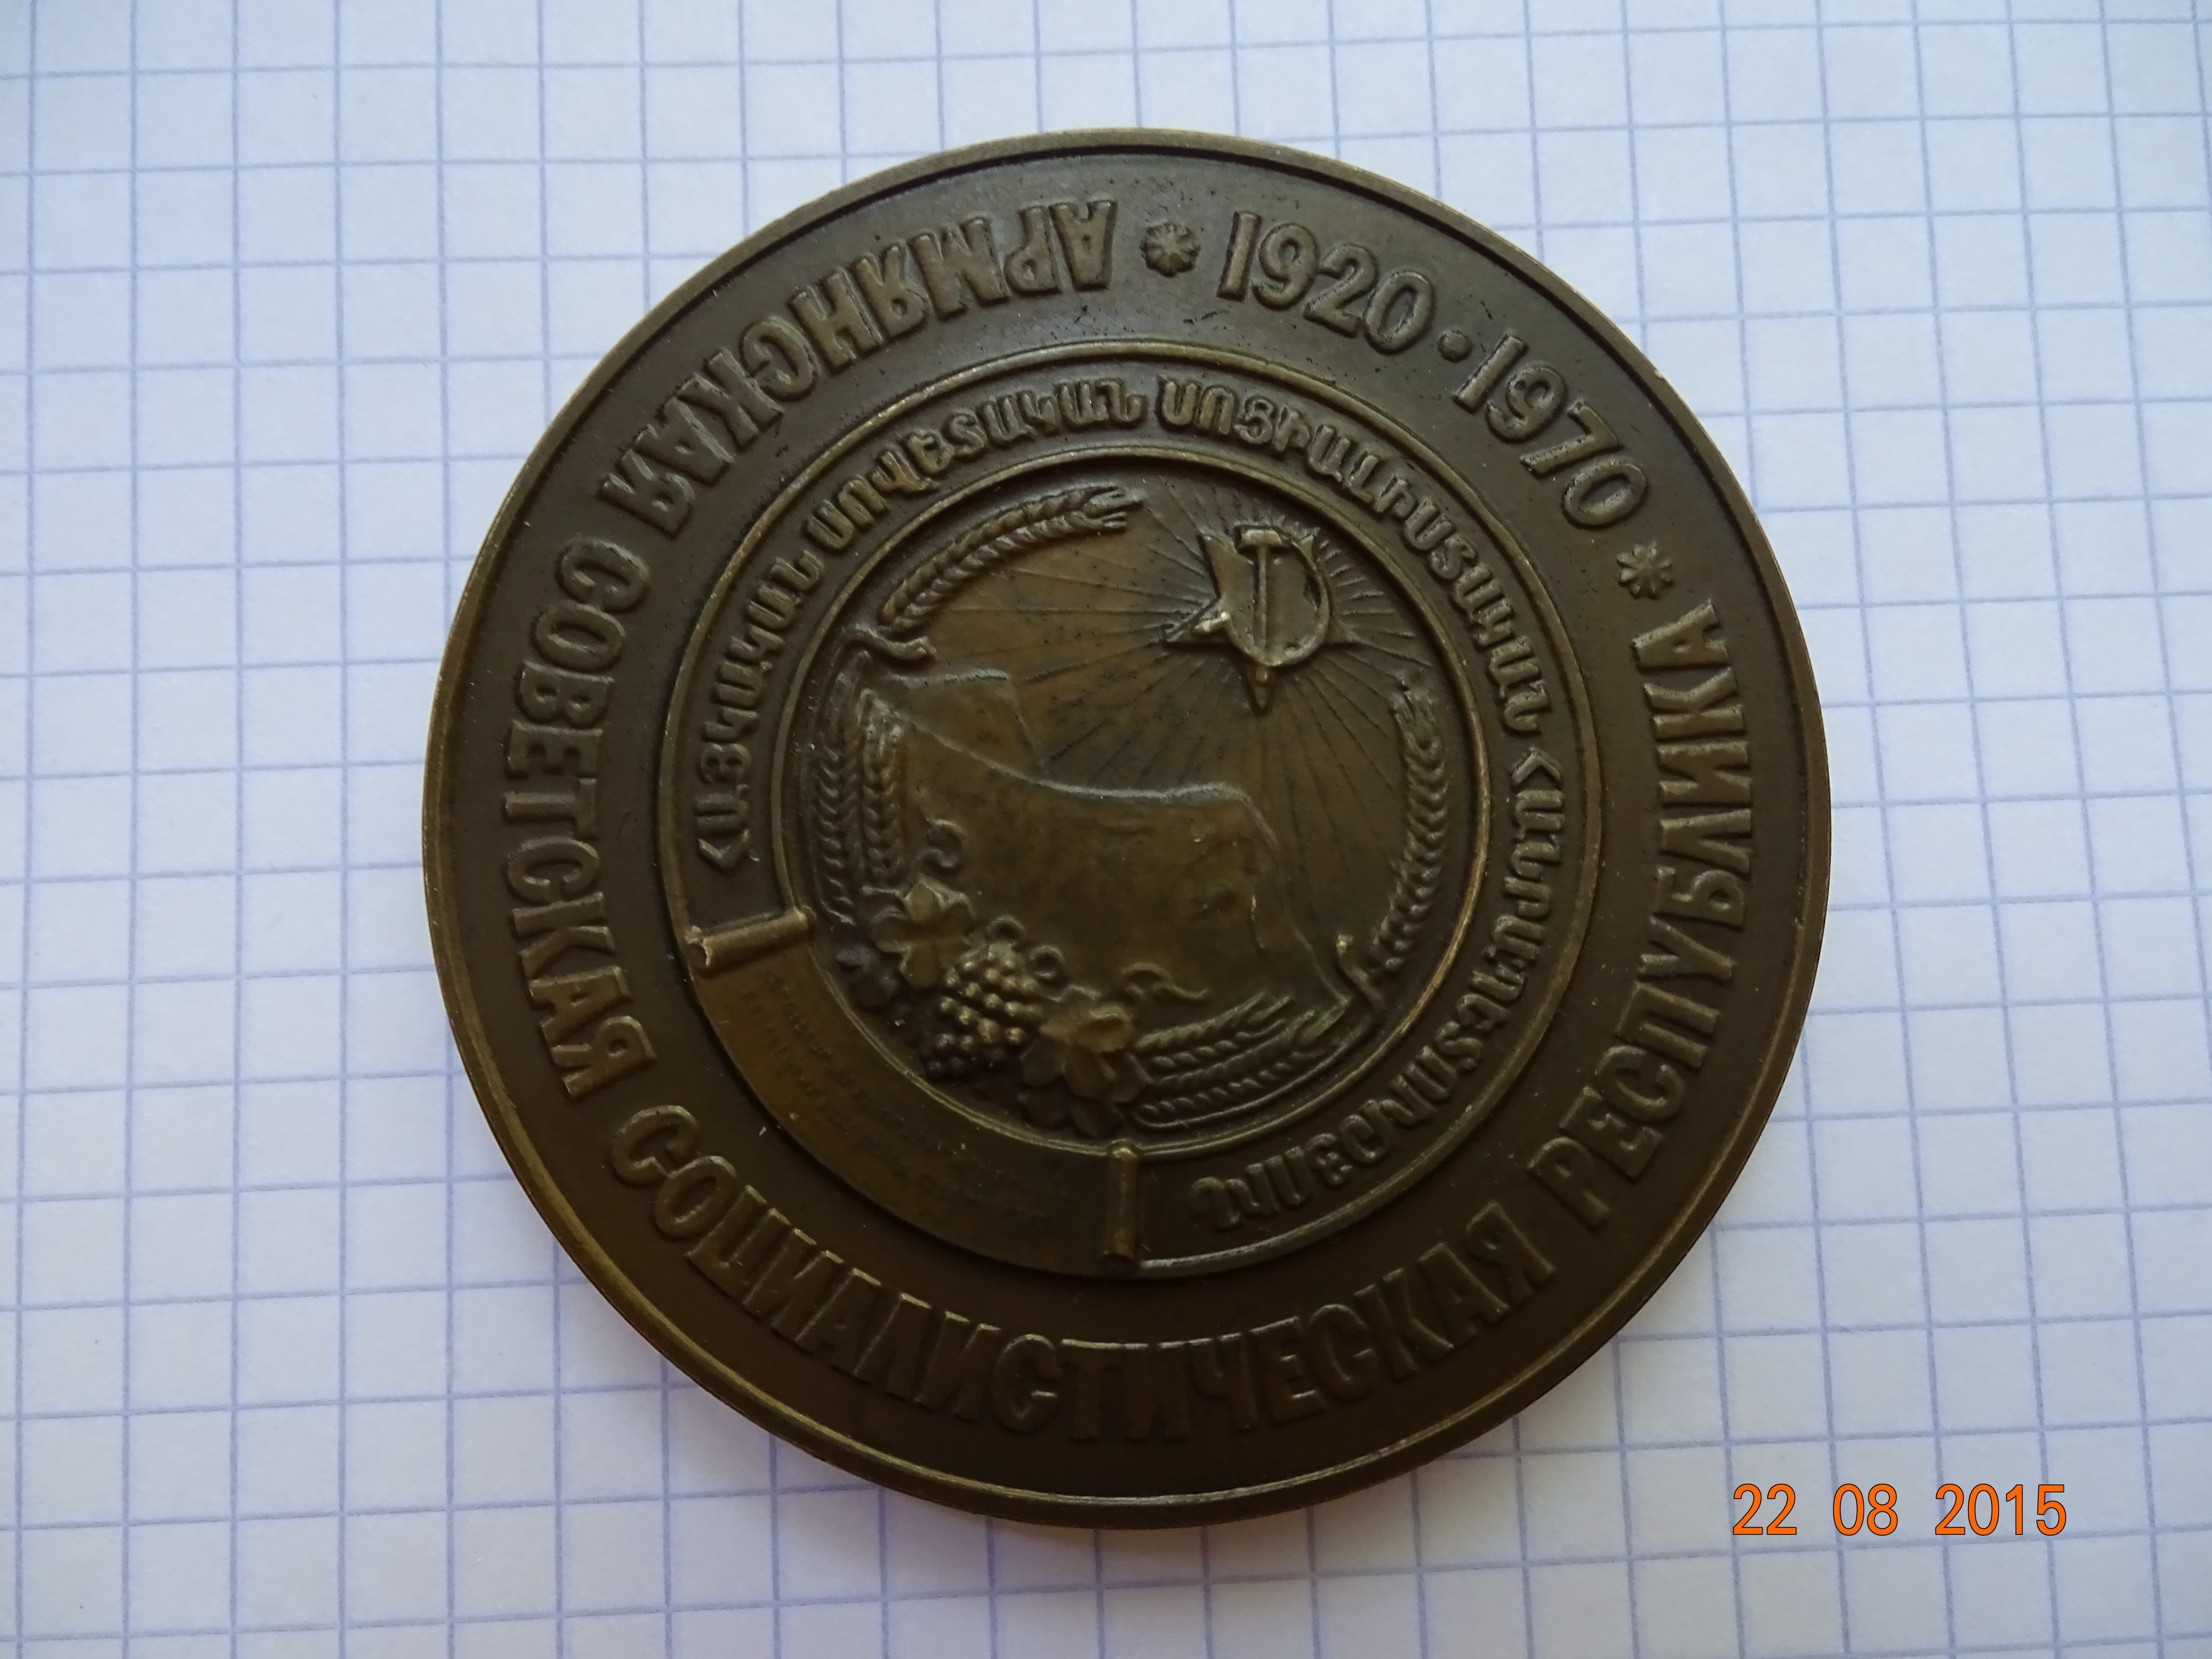 АРМЯНСКАЯ СОВЕТСКАЯ СОЦИАЛИСТИЧЕСКАЯ РЕСПУБЛИКА
1920 · 1970
ՀԱՅԿԱԿԱՆ ՍՈՎԵՏԱԿԱՆ ՍՈՑԻԱԼԻՍՏԱԿԱՆ ՀԱՆՐԱՊԵՏՈՒԹՅՈՒՆ
22 08 2015